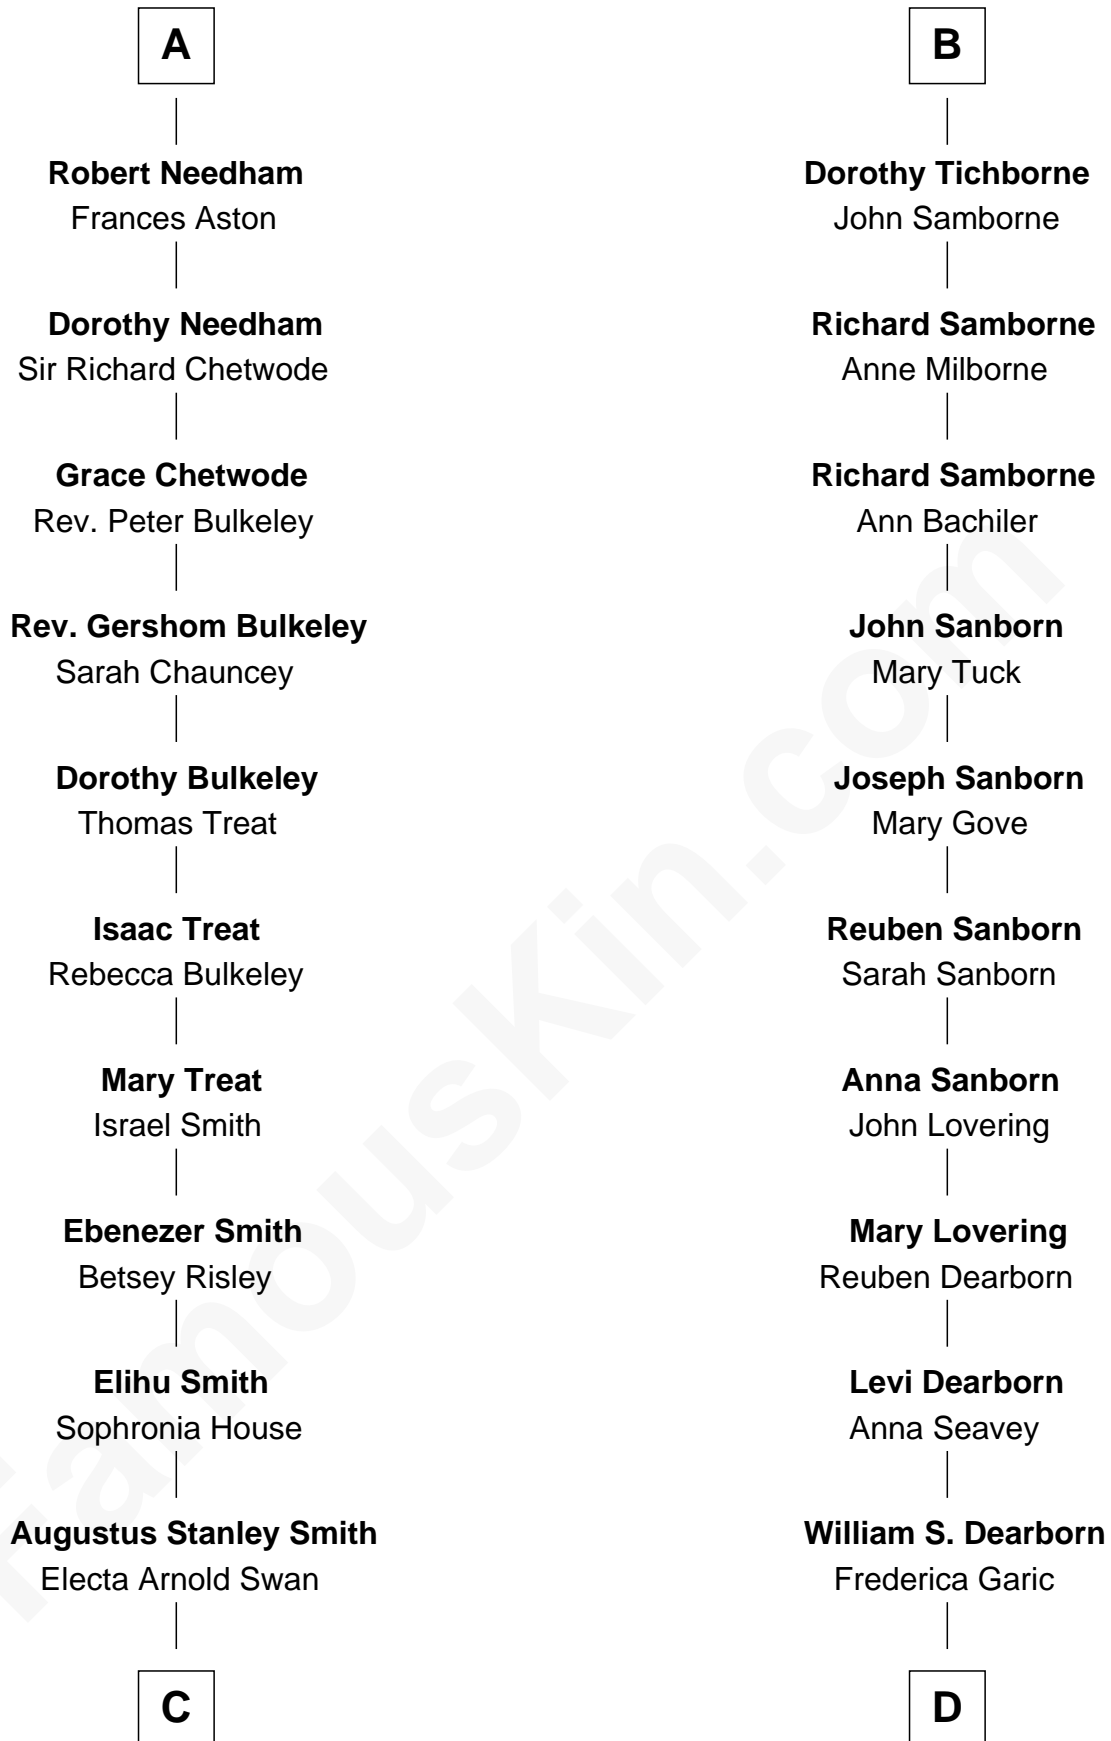 A
Robert Needham
Frances Aston
Dorothy Needham
Sir Richard Chetwode
Grace Chetwode
Rev. Peter Bulkeley
Rev. Gershom Bulkeley
Sarah Chauncey
Dorothy Bulkeley
Thomas Treat
Isaac Treat
Rebecca Bulkeley
Mary Treat
Israel Smith
Ebenezer Smith
Betsey Risley
Elihu Smith
Sophronia House
Augustus Stanley Smith
Electa Arnold Swan
C
B
Dorothy Tichborne
John Samborne
Richard Samborne
Anne Milborne
Richard Samborne
Ann Bachiler
John Sanborn
Mary Tuck
Joseph Sanborn
Mary Gove
Reuben Sanborn
Sarah Sanborn
Anna Sanborn
John Lovering
Mary Lovering
Reuben Dearborn
Levi Dearborn
Anna Seavey
William S. Dearborn
Frederica Garic
D
FamousKin.com